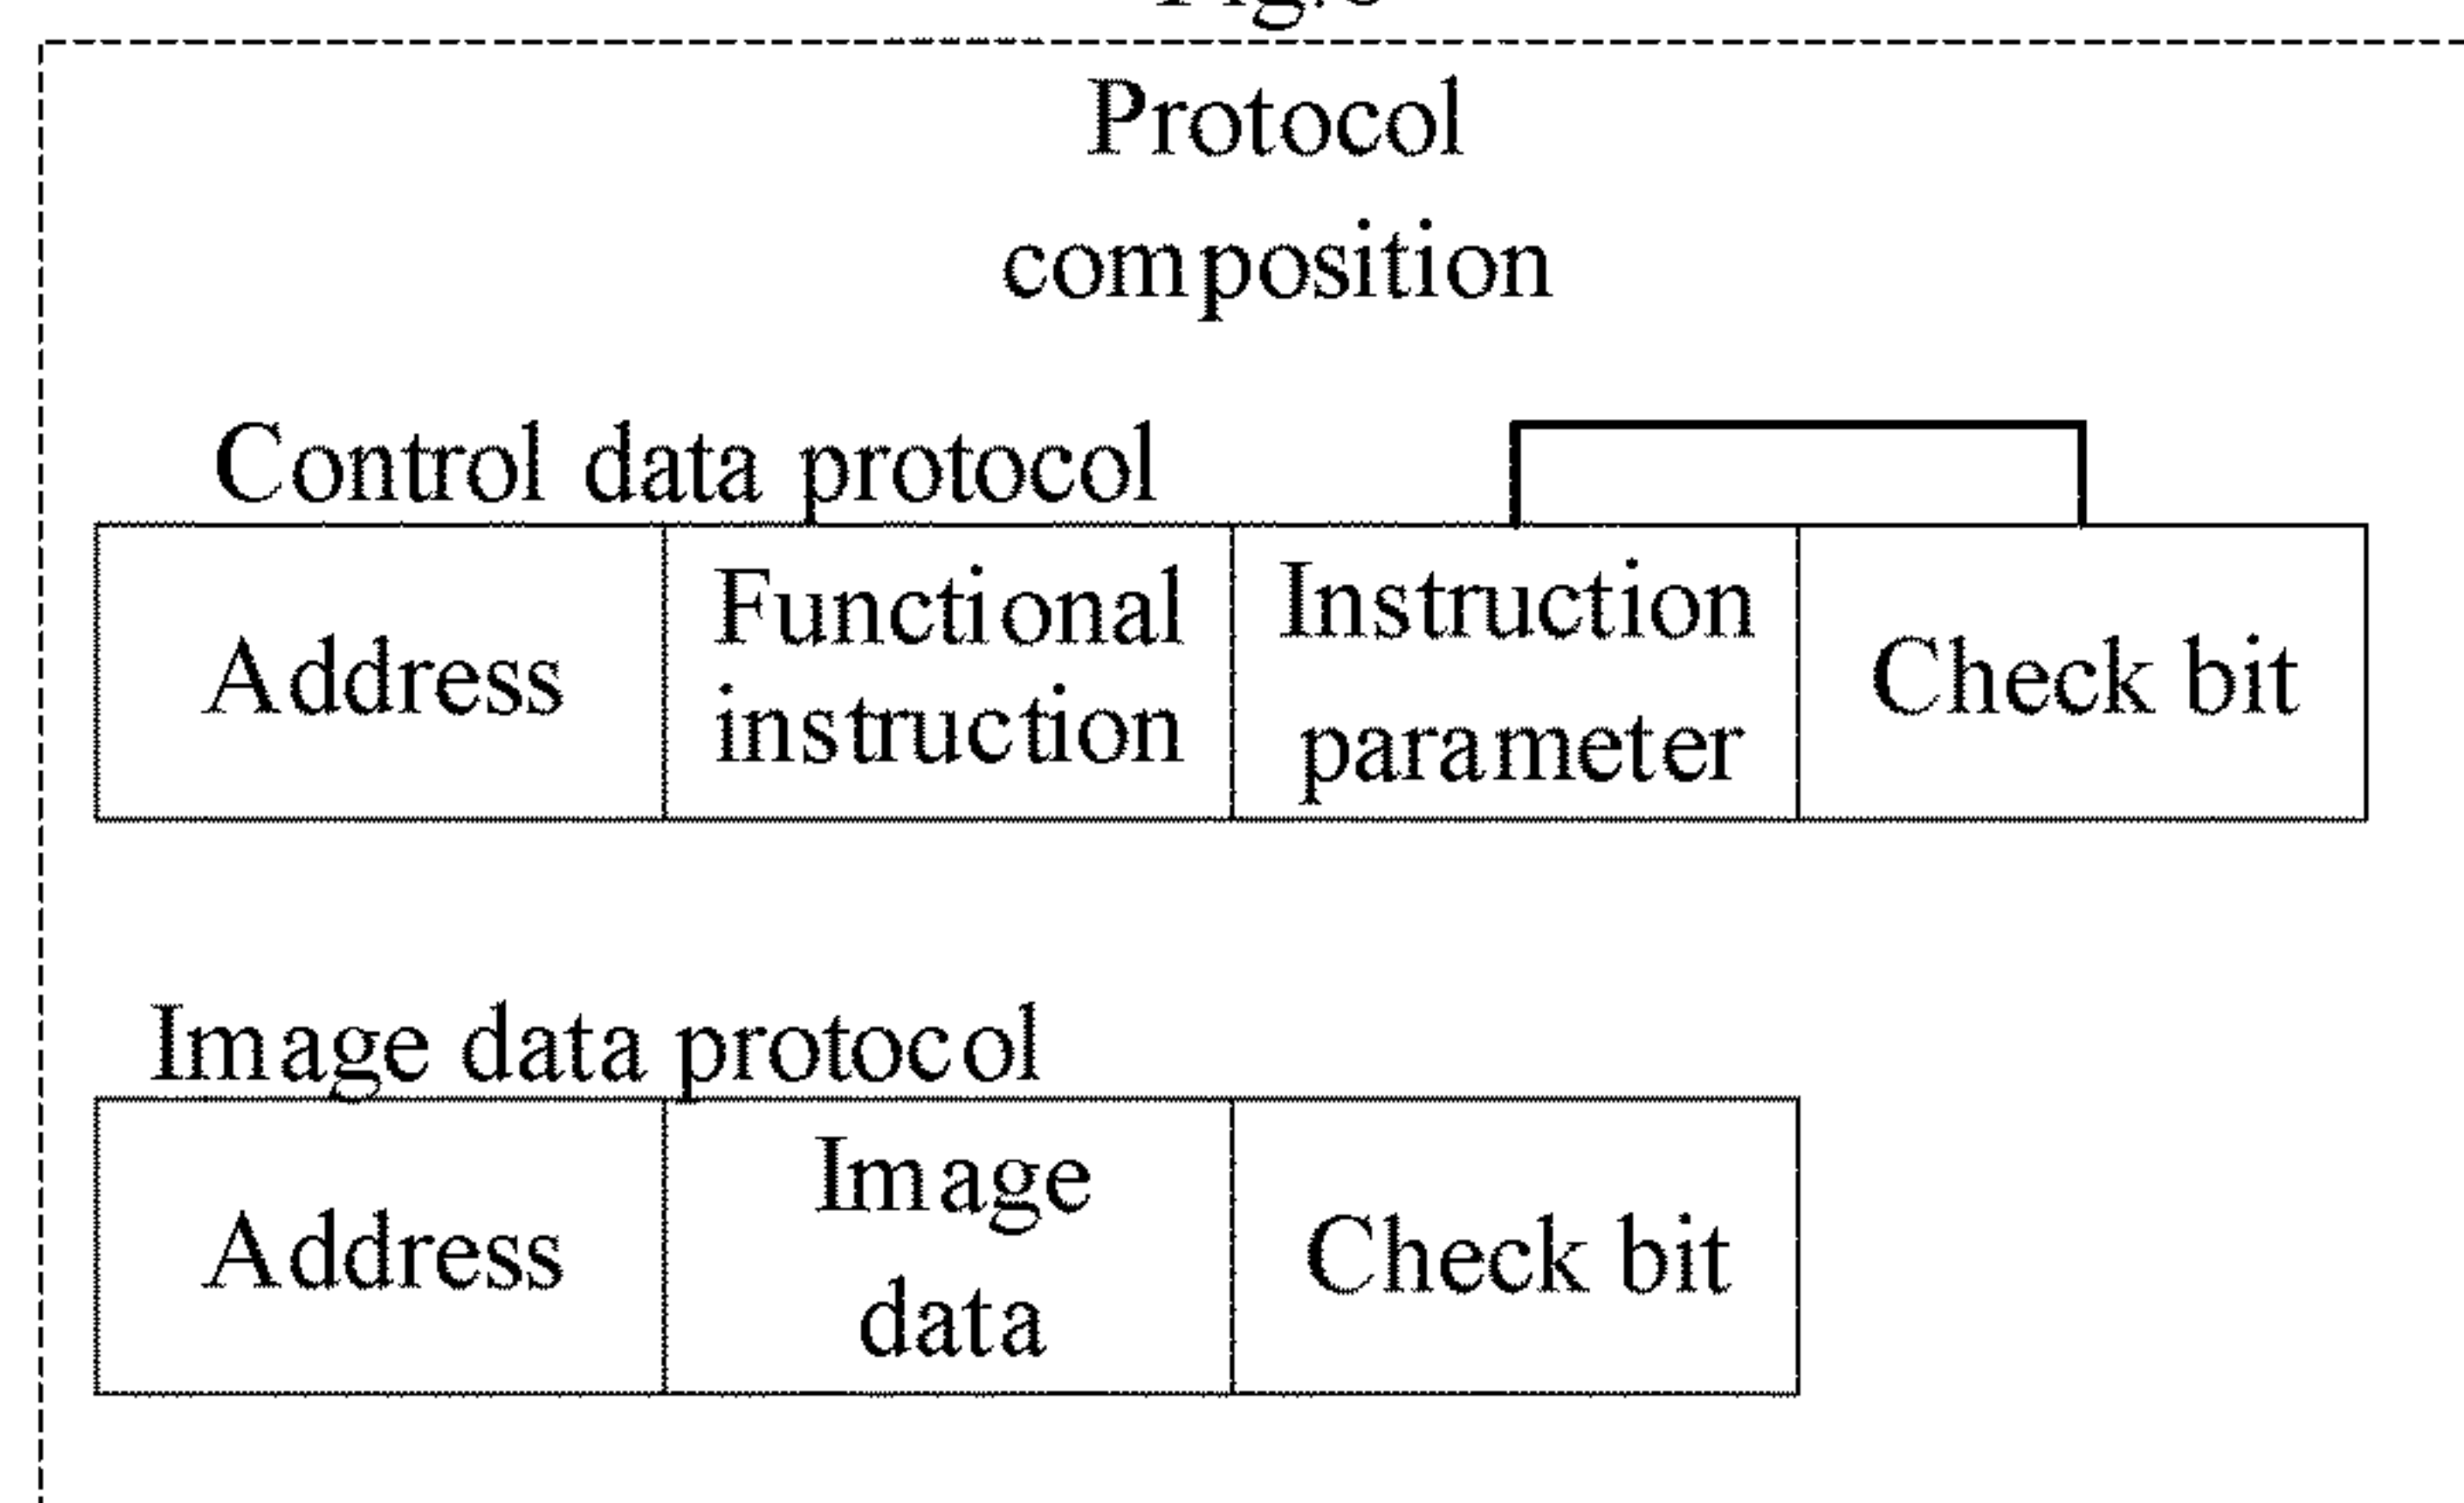 Protocol
composition
Control data protocol
Address
Functional
instruction
Instruction
parameter
Check bit
Image data protocol
Address
Image
data
Check bit